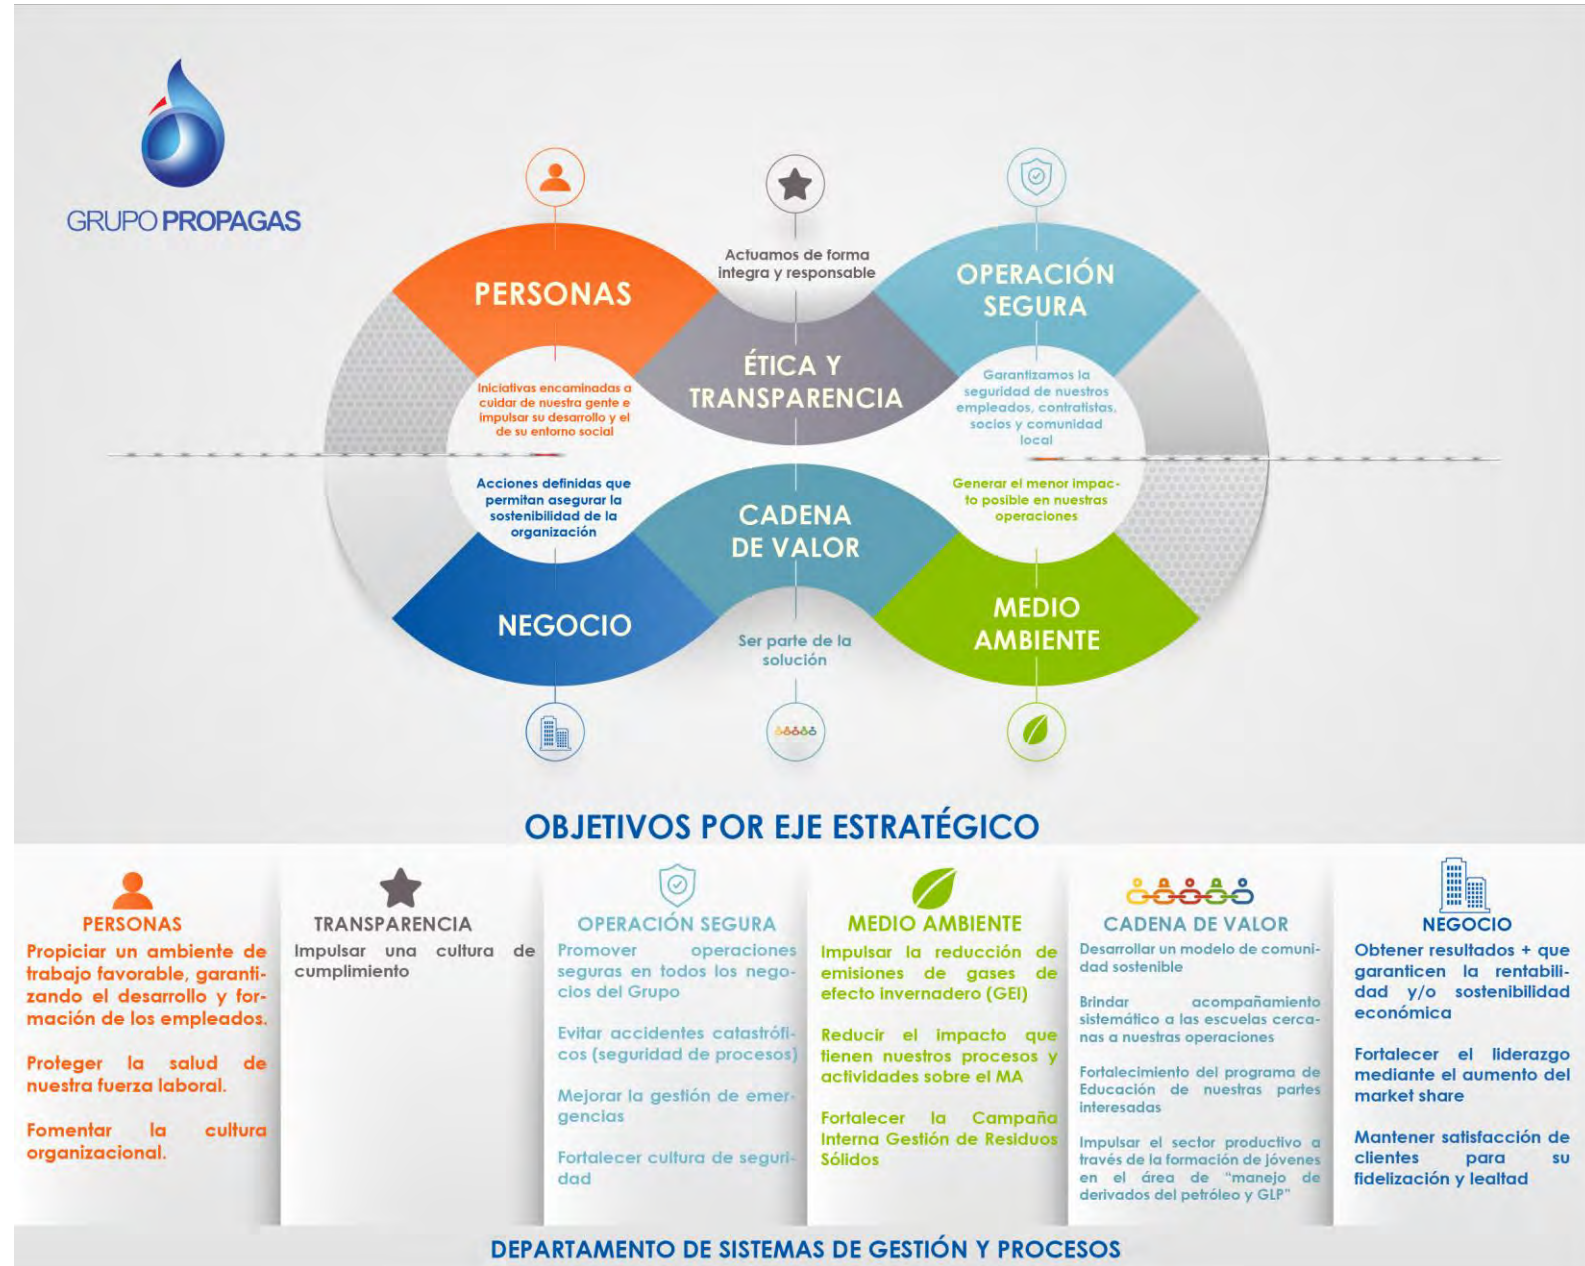 GRUPO PROPAGAS
PERSONAS
Iniciativas encaminadas a
cuidar de nuestra gente e
impulsar su desarrollo y el
de su entorno social
Actuamos de forma
integra y responsable
ÉTICA Y
TRANSPARENCIA
OPERACIÓN
SEGURA
Garantizamos la
seguridad de nuestros
empleados, contratistas,
socios y comunidad
local
Acciones definidas que
permitan asegurar la
sostenibilidad de la
organización
NEGOCIO
CADENA
DE VALOR
Ser parte de la
solución
Generar el menor impac-
to posible en nuestras
operaciones
MEDIO
AMBIENTE
OBJETIVOS POR EJE ESTRATÉGICO
PERSONAS
Propiciar un ambiente de
trabajo favorable, garanti-
zando el desarrollo y for-
mación de los empleados.
Proteger la salud de
nuestra fuerza laboral.
Fomentar la cultura
organizacional.
TRANSPARENCIA
Impulsar una cultura de
cumplimiento
OPERACIÓN SEGURA
Promover operaciones
seguras en todos los nego-
cios del Grupo
Evitar accidentes catastrófi-
cos (seguridad de procesos)
Mejorar la gestión de emer-
gencias
Fortalecer cultura de seguri-
dad
MEDIO AMBIENTE
Impulsar la reducción de
emisiones de gases de
efecto invernadero (GEI)
Reducir el impacto que
tienen nuestros procesos y
actividades sobre el MA
Fortalecer la Campaña
Interna Gestión de Residuos
Sólidos
CADENA DE VALOR
Desarrollar un modelo de comuni-
dad sostenible
Brindar acompañamiento
sistemático a las escuelas cerca-
nas a nuestras operaciones
Fortalecimiento del programa de
Educación de nuestras partes
interesadas
Impulsar el sector productivo a
través de la formación de jóvenes
en el área de “manejo de
derivados del petróleo y GLP”
NEGOCIO
Obtener resultados + que
garanticen la rentabili-
dad y/o sostenibilidad
económica
Fortalecer el liderazgo
mediante el aumento del
market share
Mantener satisfacción de
clientes para su
fidelización y lealtad
DEPARTAMENTO DE SISTEMAS DE GESTIÓN Y PROCESOS